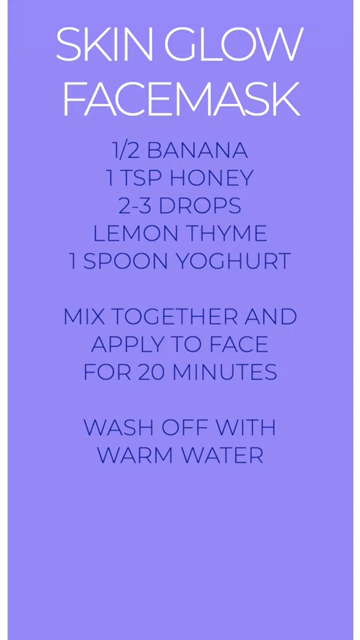 SKIN GLOW
FACEMASK
1/2 BANANA
1 TSP HONEY
2-3 DROPS
LEMON THYME
1 SPOON YOGHURT
MIX TOGETHER AND
APPLY TO FACE
FOR 20 MINUTES
WASH OFF WITH
WARM WATER